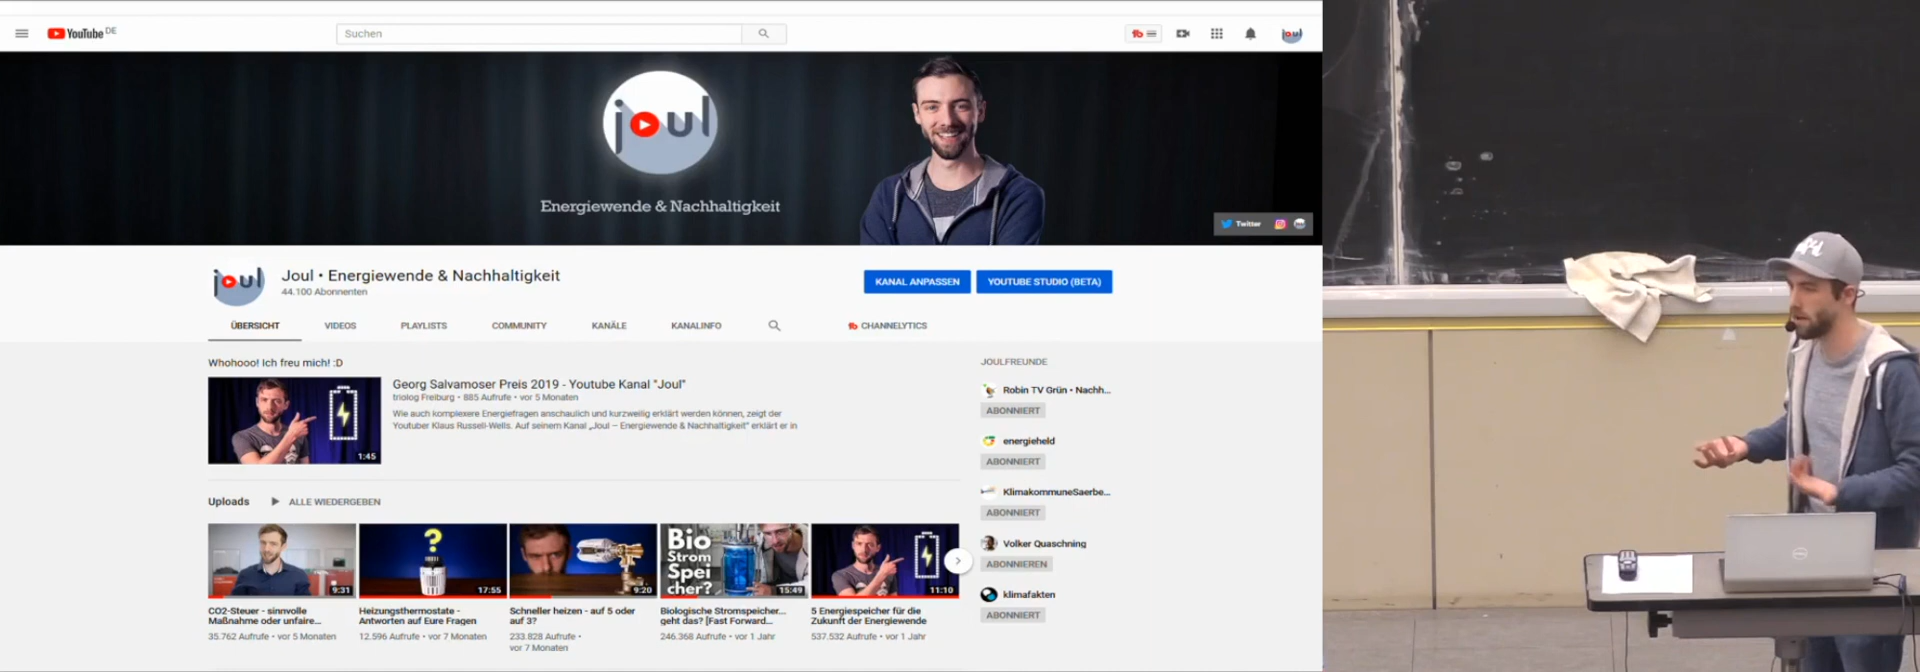 YouTube DE
Suchen
joul
Energiewende & Nachhaltigkeit
Twitter
joul
Joul • Energiewende & Nachhaltigkeit
44.100 Abonnenten
KANAL ANPASSEN
YOUTUBE STUDIO (BETA)
ÜBERSICHT
VIDEOS
PLAYLISTS
COMMUNITY
KANÄLE
KANALINFO
CHANNELYTICS
Whohooo! Ich freu mich! :D
1:45
Georg Salvamoser Preis 2019 - Youtube Kanal "Joul"
triolog Freiburg • 885 Aufrufe • vor 5 Monaten
Wie auch komplexere Energiefragen anschaulich und kurzweilig erklärt werden können, zeigt der
Youtuber Klaus Russell-Wells. Auf seinem Kanal „Joul – Energiewende & Nachhaltigkeit" erklärt er in
Uploads
ALLE WIEDERGEBEN
9:31
CO2-Steuer - sinnvolle
Maßnahme oder unfaire...
35.762 Aufrufe • vor 5 Monaten
?
17:55
Heizungsthermostate -
Antworten auf Eure Fragen
12.596 Aufrufe • vor 7 Monaten
9:20
Schneller heizen - auf 5 oder
auf 3?
233.828 Aufrufe •
vor 7 Monaten
Bio
Strom
Spei
cher?
15:49
Biologische Stromspeicher...
geht das? [Fast Forward...
246.368 Aufrufe • vor 1 Jahr
11:10
5 Energiespeicher für die
Zukunft der Energiewende
537.532 Aufrufe • vor 1 Jahr
JOULFREUNDE
Robin TV Grün • Nachh...
ABONNIERT
energieheld
ABONNIERT
KlimakommuneSaerbe...
ABONNIERT
Volker Quaschning
ABONNIEREN
klimafakten
ABONNIERT